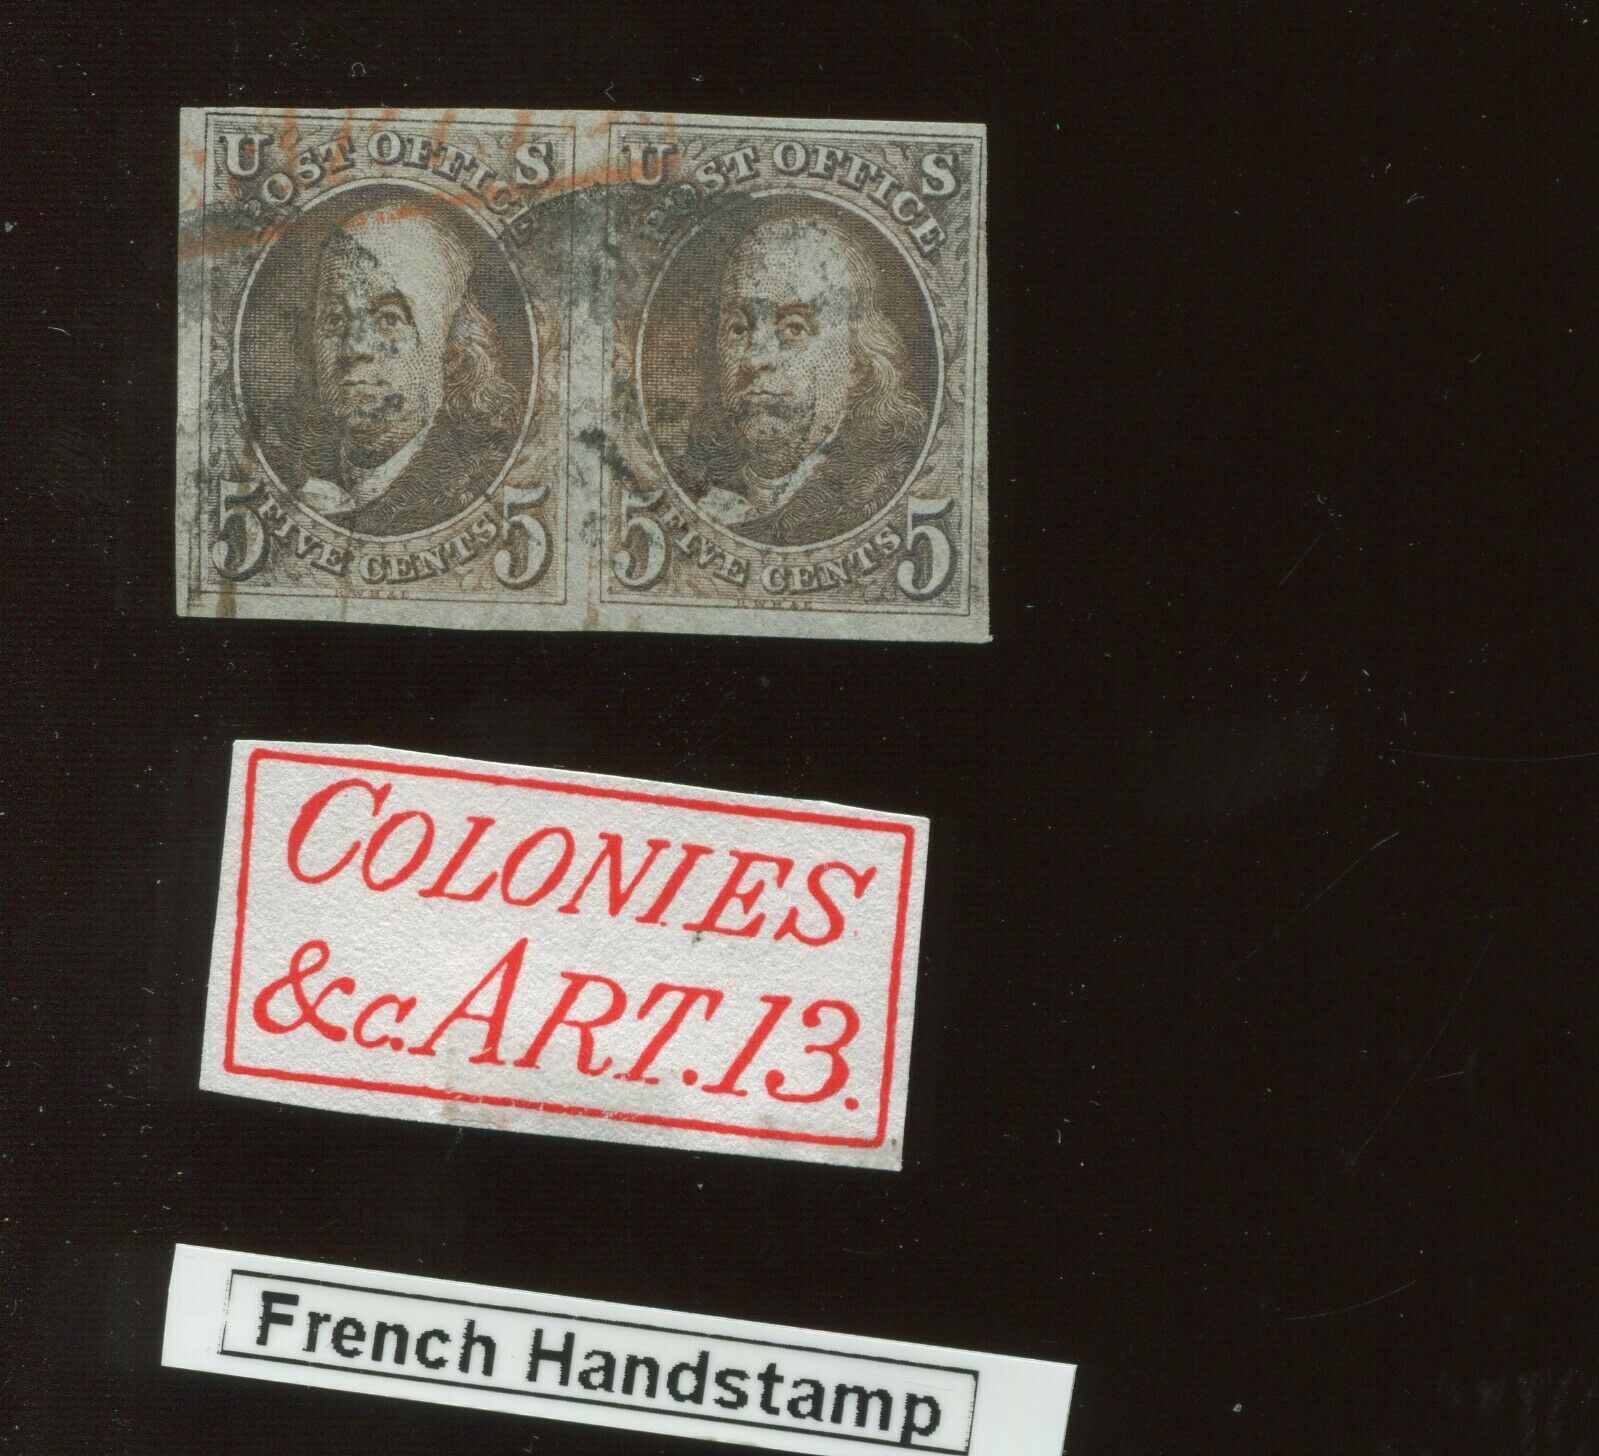 U S U S
POST OFFICE POST OFFICE
5 FIVE CENTS 5 5 FIVE CENTS 5
R.W.H.& E. R.W.H.& E.
COLONIES
&c. ART. 13.
French Handstamp